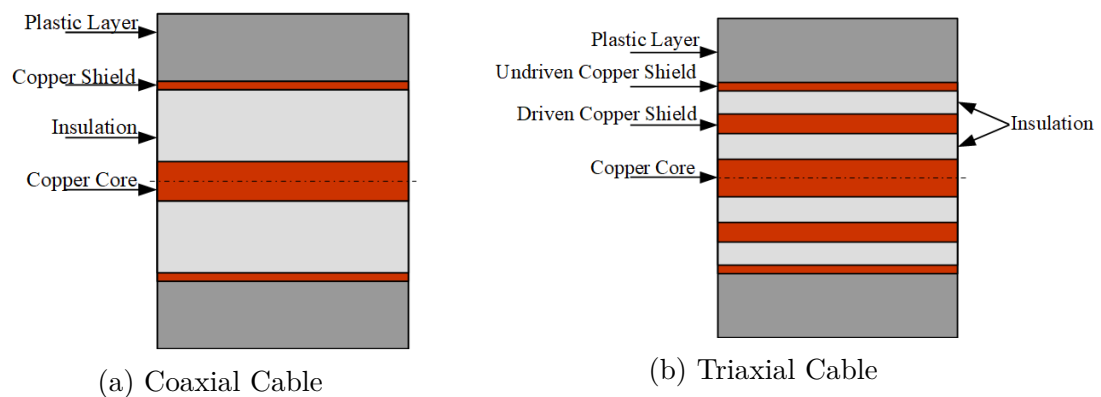 Plastic Layer
Copper Shield
Insulation
Copper Core
(a) Coaxial Cable
Plastic Layer
Undriven Copper Shield
Driven Copper Shield
Copper Core
Insulation
(b) Triaxial Cable